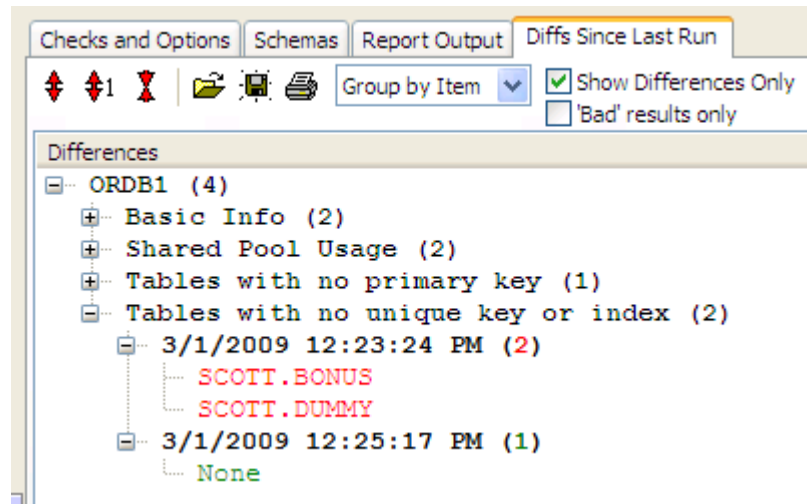 Checks and Options Schemas Report Output Diffs Since Last Run
1 Group by Item Show Differences Only
'Bad' results only
Differences
ORDB1 (4)
Basic Info (2)
Shared Pool Usage (2)
Tables with no primary key (1)
Tables with no unique key or index (2)
3/1/2009 12:23:24 PM (2)
SCOTT.BONUS
SCOTT.DUMMY
3/1/2009 12:25:17 PM (1)
None